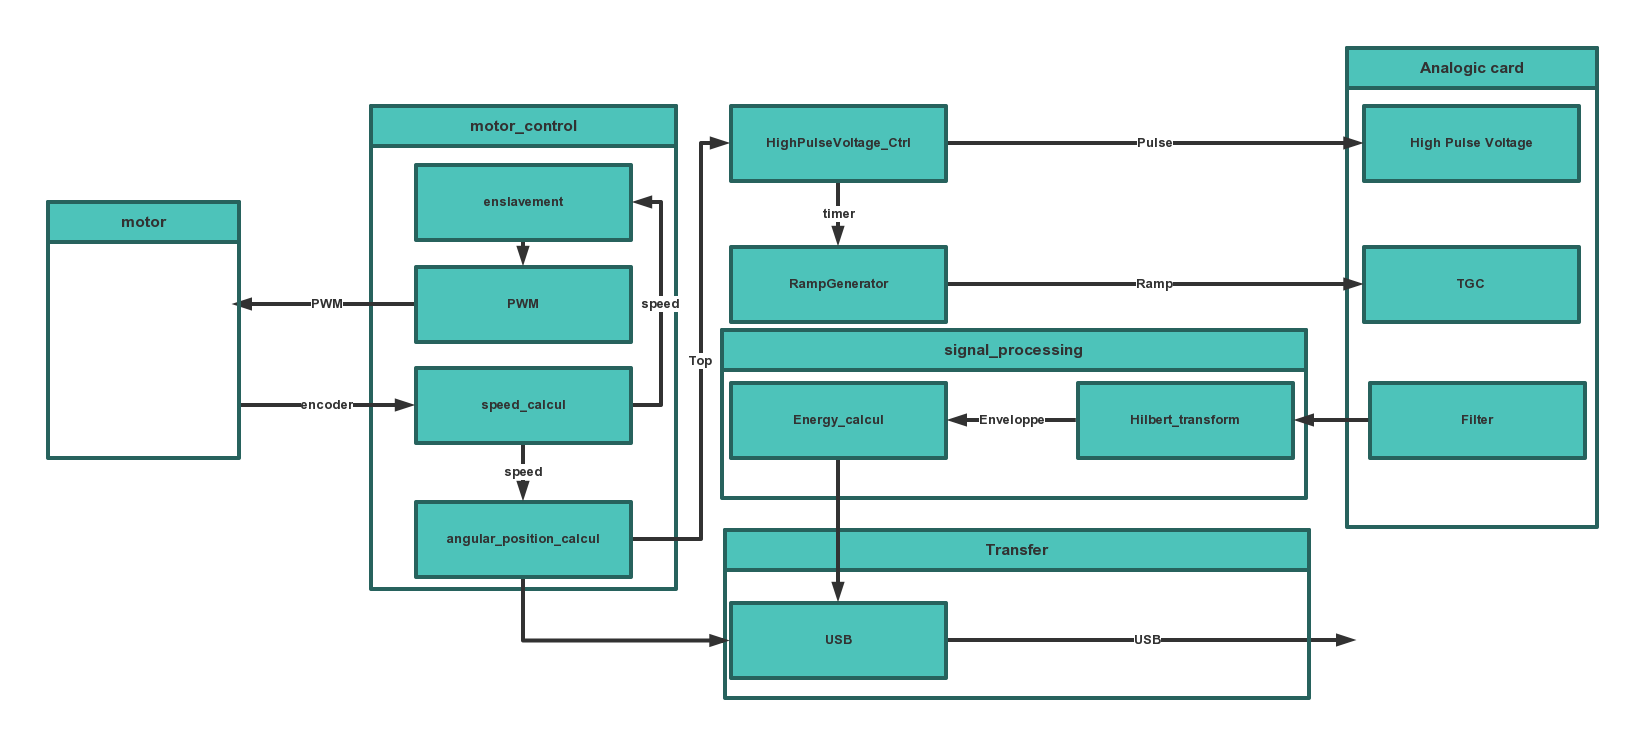 Analogic card
motor_control
HighPulseVoltage_Ctrl
Pulse
High Pulse Voltage
enslavement
timer
motor
RampGenerator
Ramp
TGC
PWM
PWM
speed
signal_processing
Top
encoder
speed_calcul
Energy_calcul
Enveloppe
Hilbert_transform
Filter
speed
angular_position_calcul
Transfer
USB
USB